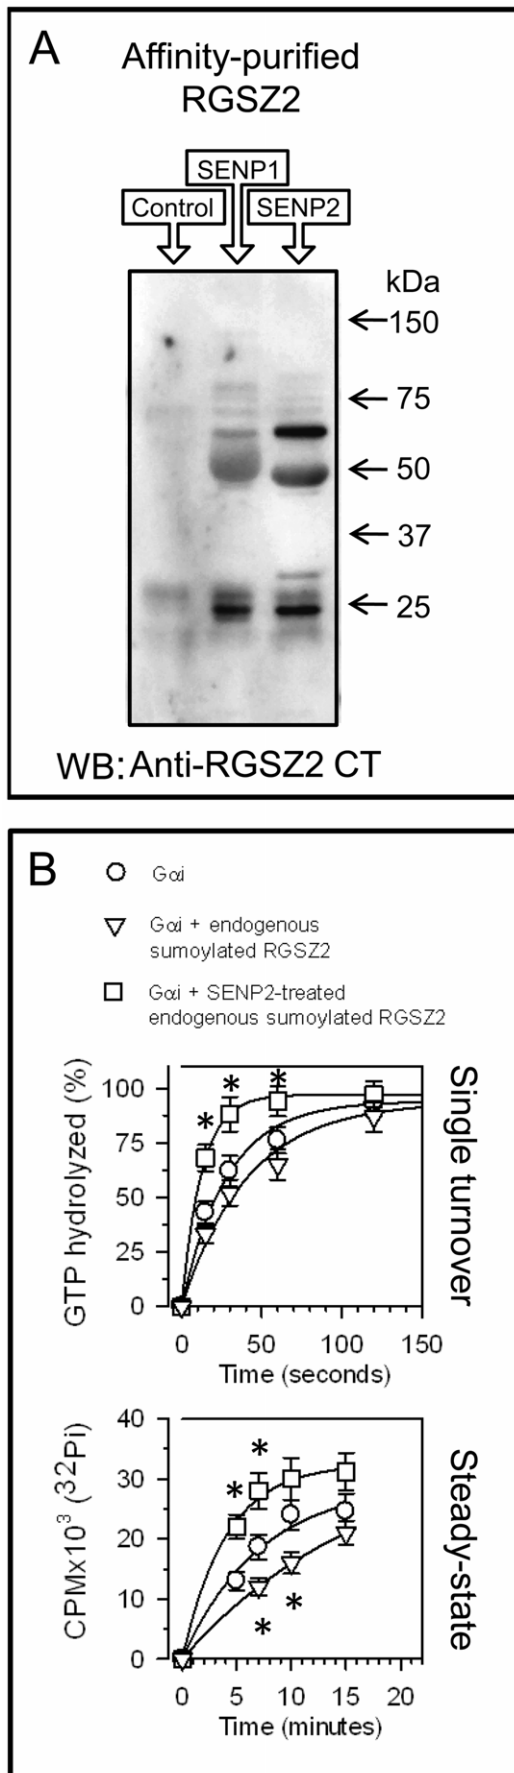 A
Affinity-purified
RGSZ2
SENP1
Control
SENP2
kDa
150
75
50
37
25
WB: Anti-RGSZ2 CT
B
Gαi
Gαi + endogenous
sumoylated RGSZ2
Gαi + SENP2-treated
endogenous sumoylated RGSZ2
GTP hydrolyzed (%)
100
75
50
25
0
* * *
0 50 100 150
Time (seconds)
Single turnover
CPMx10³ (³²Pi)
40
30
20
10
0
* *
* *
0 5 10 15 20
Time (minutes)
Steady-state